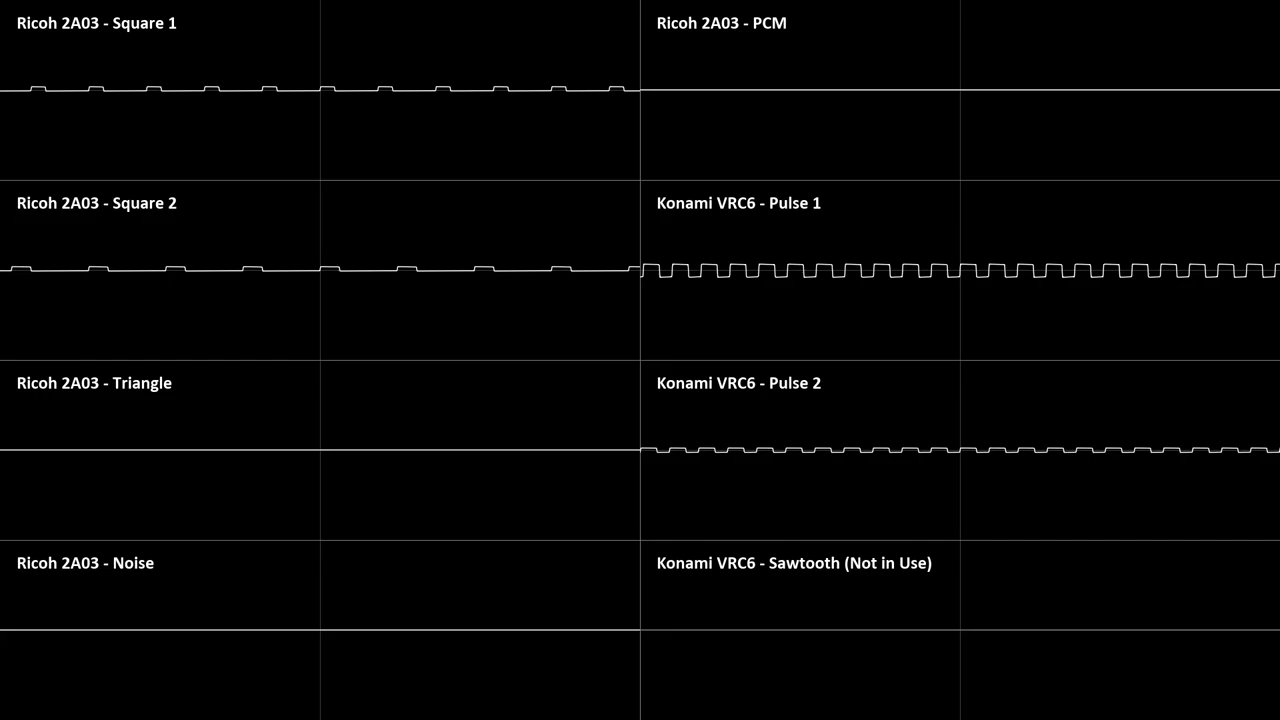 Ricoh 2A03 - Square 1
Ricoh 2A03 - PCM
Ricoh 2A03 - Square 2
Konami VRC6 - Pulse 1
Ricoh 2A03 - Triangle
Konami VRC6 - Pulse 2
Ricoh 2A03 - Noise
Konami VRC6 - Sawtooth (Not in Use)